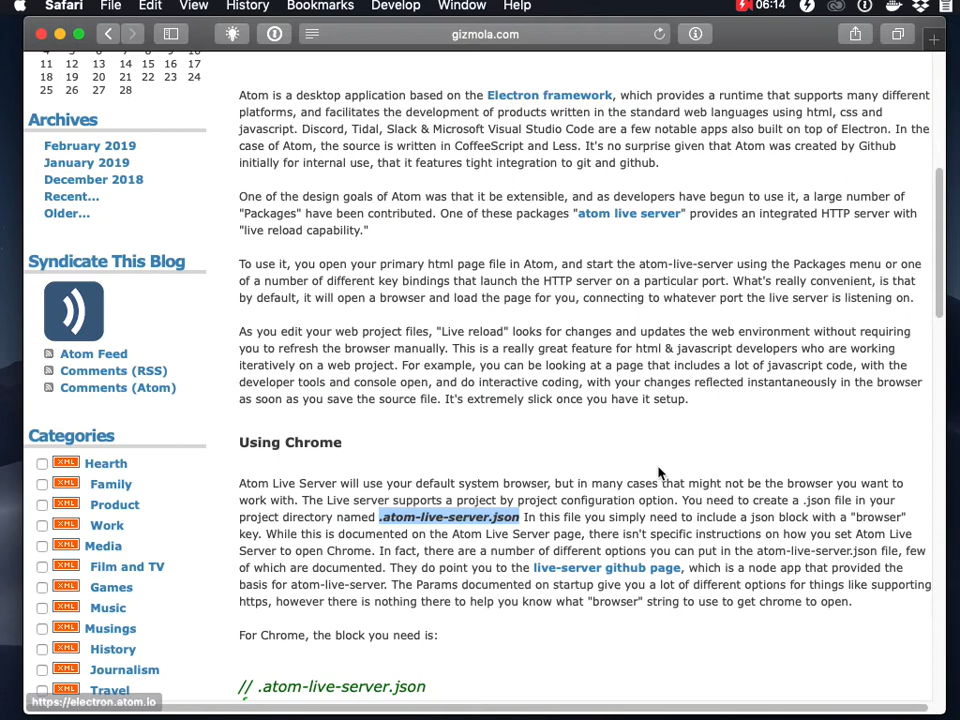 Safari File Edit View History Bookmarks Develop Window Help 06:14
gizmola.com
11 12 13 14 15 16 17
18 19 20 21 22 23 24
25 26 27 28
Archives
February 2019
January 2019
December 2018
Recent...
Older...
Syndicate This Blog
Atom Feed
Comments (RSS)
Comments (Atom)
Categories
XML Hearth
XML Family
XML Product
XML Work
XML Media
XML Film and TV
XML Games
XML Music
XML Musings
XML History
XML Journalism
XML Travel
https://electron.atom.io
Atom is a desktop application based on the Electron framework, which provides a runtime that supports many different
platforms, and facilitates the development of products written in the standard web languages using html, css and
javascript. Discord, Tidal, Slack & Microsoft Visual Studio Code are a few notable apps also built on top of Electron. In the
case of Atom, the source is written in CoffeeScript and Less. It's no surprise given that Atom was created by Github
initially for internal use, that it features tight integration to git and github.
One of the design goals of Atom was that it be extensible, and as developers have begun to use it, a large number of
"Packages" have been contributed. One of these packages "atom live server" provides an integrated HTTP server with
"live reload capability."
To use it, you open your primary html page file in Atom, and start the atom-live-server using the Packages menu or one
of a number of different key bindings that launch the HTTP server on a particular port. What's really convenient, is that
by default, it will open a browser and load the page for you, connecting to whatever port the live server is listening on.
As you edit your web project files, "Live reload" looks for changes and updates the web environment without requiring
you to refresh the browser manually. This is a really great feature for html & javascript developers who are working
iteratively on a web project. For example, you can be looking at a page that includes a lot of javascript code, with the
developer tools and console open, and do interactive coding, with your changes reflected instantaneously in the browser
as soon as you save the source file. It's extremely slick once you have it setup.
Using Chrome
Atom Live Server will use your default system browser, but in many cases that might not be the browser you want to
work with. The Live server supports a project by project configuration option. You need to create a .json file in your
project directory named .atom-live-server.json In this file you simply need to include a json block with a "browser"
key. While this is documented on the Atom Live Server page, there isn't specific instructions on how you set Atom Live
Server to open Chrome. In fact, there are a number of different options you can put in the atom-live-server.json file, few
of which are documented. They do point you to the live-server github page, which is a node app that provided the
basis for atom-live-server. The Params documented on startup give you a lot of different options for things like supporting
https, however there is nothing there to help you know what "browser" string to use to get chrome to open.
For Chrome, the block you need is:
// .atom-live-server.json